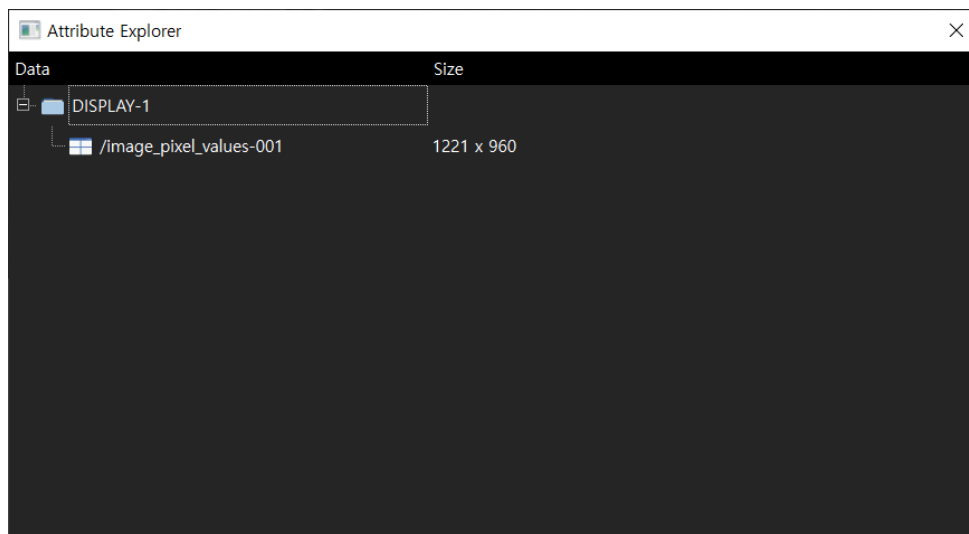 Attribute Explorer
Data Size
DISPLAY-1
/image_pixel_values-001 1221 x 960